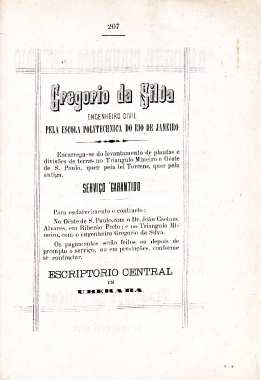 207
Gregorio da Silva
ENGENHEIRO CIVIL
PELA ESCOLA POLYTECHNICA DO RIO DE JANEIRO
Encarrega-se do levantamento de plantas e
divisões de terras no Triangulo Mineiro e Oéste
de S. Paulo, quer pela lei Torrens, quer pela
antiga.
SERVIÇO GARANTIDO
Para esclarecimento e contracto:
No Oéste de S. Paulo, com o Dr. João Caetano
Alvares, em Ribeirão Preto; e no Triangulo Mi-
neiro, com o engenheiro Gregorio da Silva.
Os pagamentos serão feitos ou depois de
prompto o serviço, ou em prestações, conforme
se contractar.
ESCRIPTORIO CENTRAL
EM
UBERABA